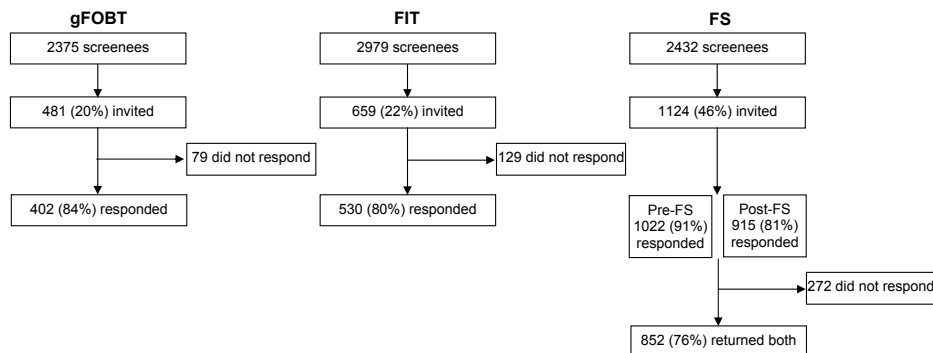 gFOBT
2375 screenees
481 (20%) invited
79 did not respond
402 (84%) responded
FIT
2979 screenees
659 (22%) invited
129 did not respond
530 (80%) responded
FS
2432 screenees
1124 (46%) invited
Pre-FS
1022 (91%)
responded
Post-FS
915 (81%)
responded
272 did not respond
852 (76%) returned both